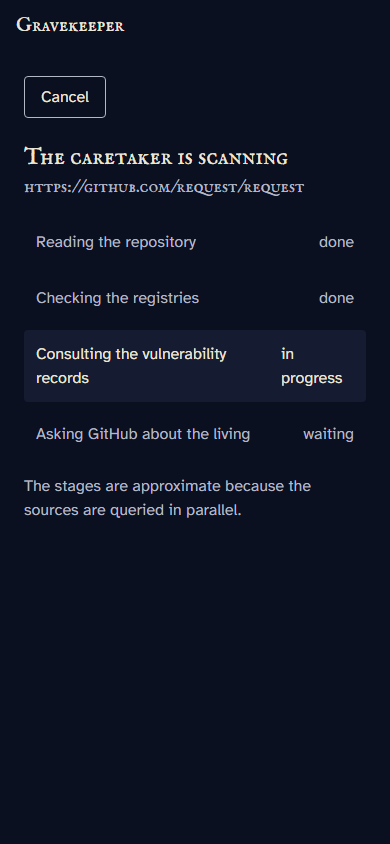 Gravekeeper
Cancel
The caretaker is scanning
https://github.com/request/request
Reading the repository done
Checking the registries done
Consulting the vulnerability in
records progress
Asking GitHub about the living waiting
The stages are approximate because the
sources are queried in parallel.